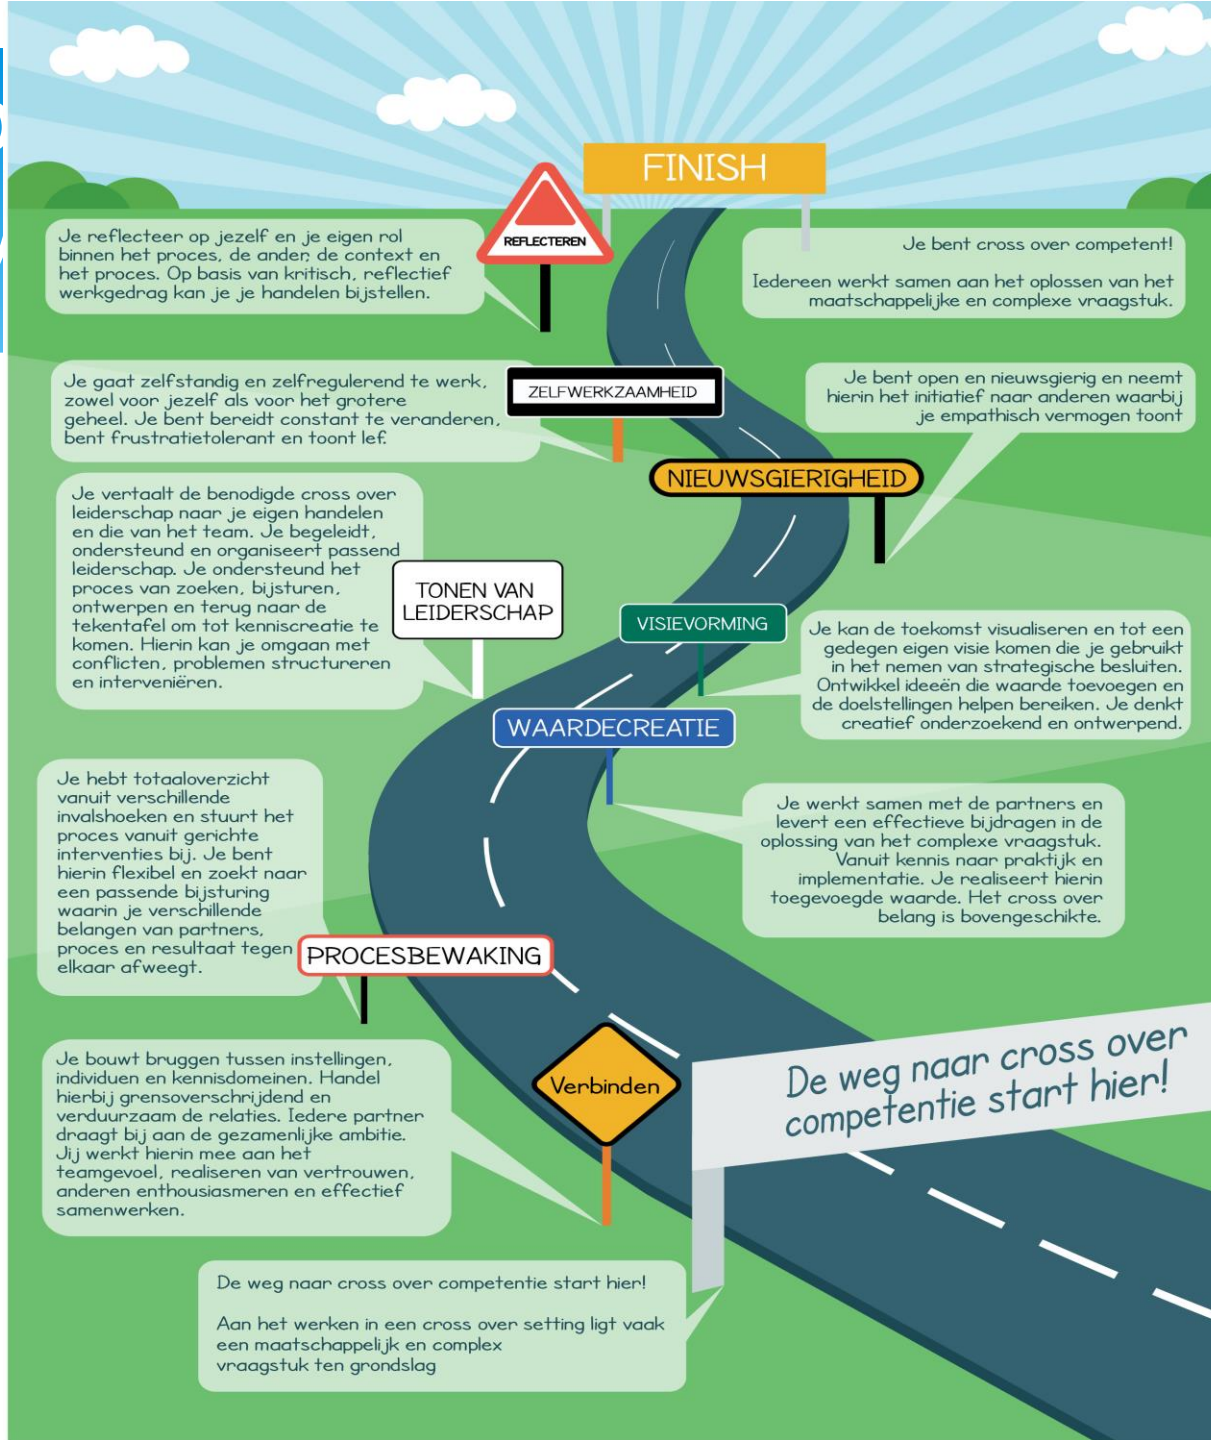 FINISH
REFLECTEREN
Je reflecteer op jezelf en je eigen rol
binnen het proces, de ander, de context en
het proces. Op basis van kritisch, reflectief
werkgedrag kan je je handelen bijstellen.
Je bent cross over competent!
Iedereen werkt samen aan het oplossen van het
maatschappelijke en complexe vraagstuk.
Je gaat zelfstandig en zelfregulerend te werk,
zowel voor jezelf als voor het grotere
geheel. Je bent bereidt constant te veranderen,
bent frustratietolerant en toont lef.
ZELFWERKZAAMHEID
Je bent open en nieuwsgierig en neemt
hierin het initiatief naar anderen waarbij
je empathisch vermogen toont
NIEUWSGIERIGHEID
Je vertaalt de benodigde cross over
leiderschap naar je eigen handelen
en die van het team. Je begeleidt,
ondersteund en organiseert passend
leiderschap. Je ondersteund het
proces van zoeken, bijsturen,
ontwerpen en terug naar de
tekentafel om tot kenniscreatie te
komen. Hierin kan je omgaan met
conflicten, problemen structureren
en interveniëren.
TONEN VAN
LEIDERSCHAP
VISIEVORMING
Je kan de toekomst visualiseren en tot een
gedegen eigen visie komen die je gebruikt
in het nemen van strategische besluiten.
Ontwikkel ideeën die waarde toevoegen en
de doelstellingen helpen bereiken. Je denkt
creatief onderzoekend en ontwerpend.
WAARDECREATIE
Je hebt totaaloverzicht
vanuit verschillende
invalshoeken en stuurt het
proces vanuit gerichte
interventies bij. Je bent
hierin flexibel en zoekt naar
een passende bijsturing
waarin je verschillende
belangen van partners,
proces en resultaat tegen
elkaar afweegt.
Je werkt samen met de partners en
levert een effectieve bijdragen in de
oplossing van het complexe vraagstuk.
Vanuit kennis naar praktijk en
implementatie. Je realiseert hierin
toegevoegde waarde. Het cross over
belang is bovengeschikte.
PROCESBEWAKING
Je bouwt bruggen tussen instellingen,
individuen en kennisdomeinen. Handel
hierbij grensoverschrijdend en
verduurzaam de relaties. Iedere partner
draagt bij aan de gezamenlijke ambitie.
Jij werkt hierin mee aan het
teamgevoel, realiseren van vertrouwen,
anderen enthousiasmeren en effectief
samenwerken.
Verbinden
De weg naar cross over
competentie start hier!
De weg naar cross over competentie start hier!
Aan het werken in een cross over setting ligt vaak
een maatschappelijk en complex
vraagstuk ten grondslag